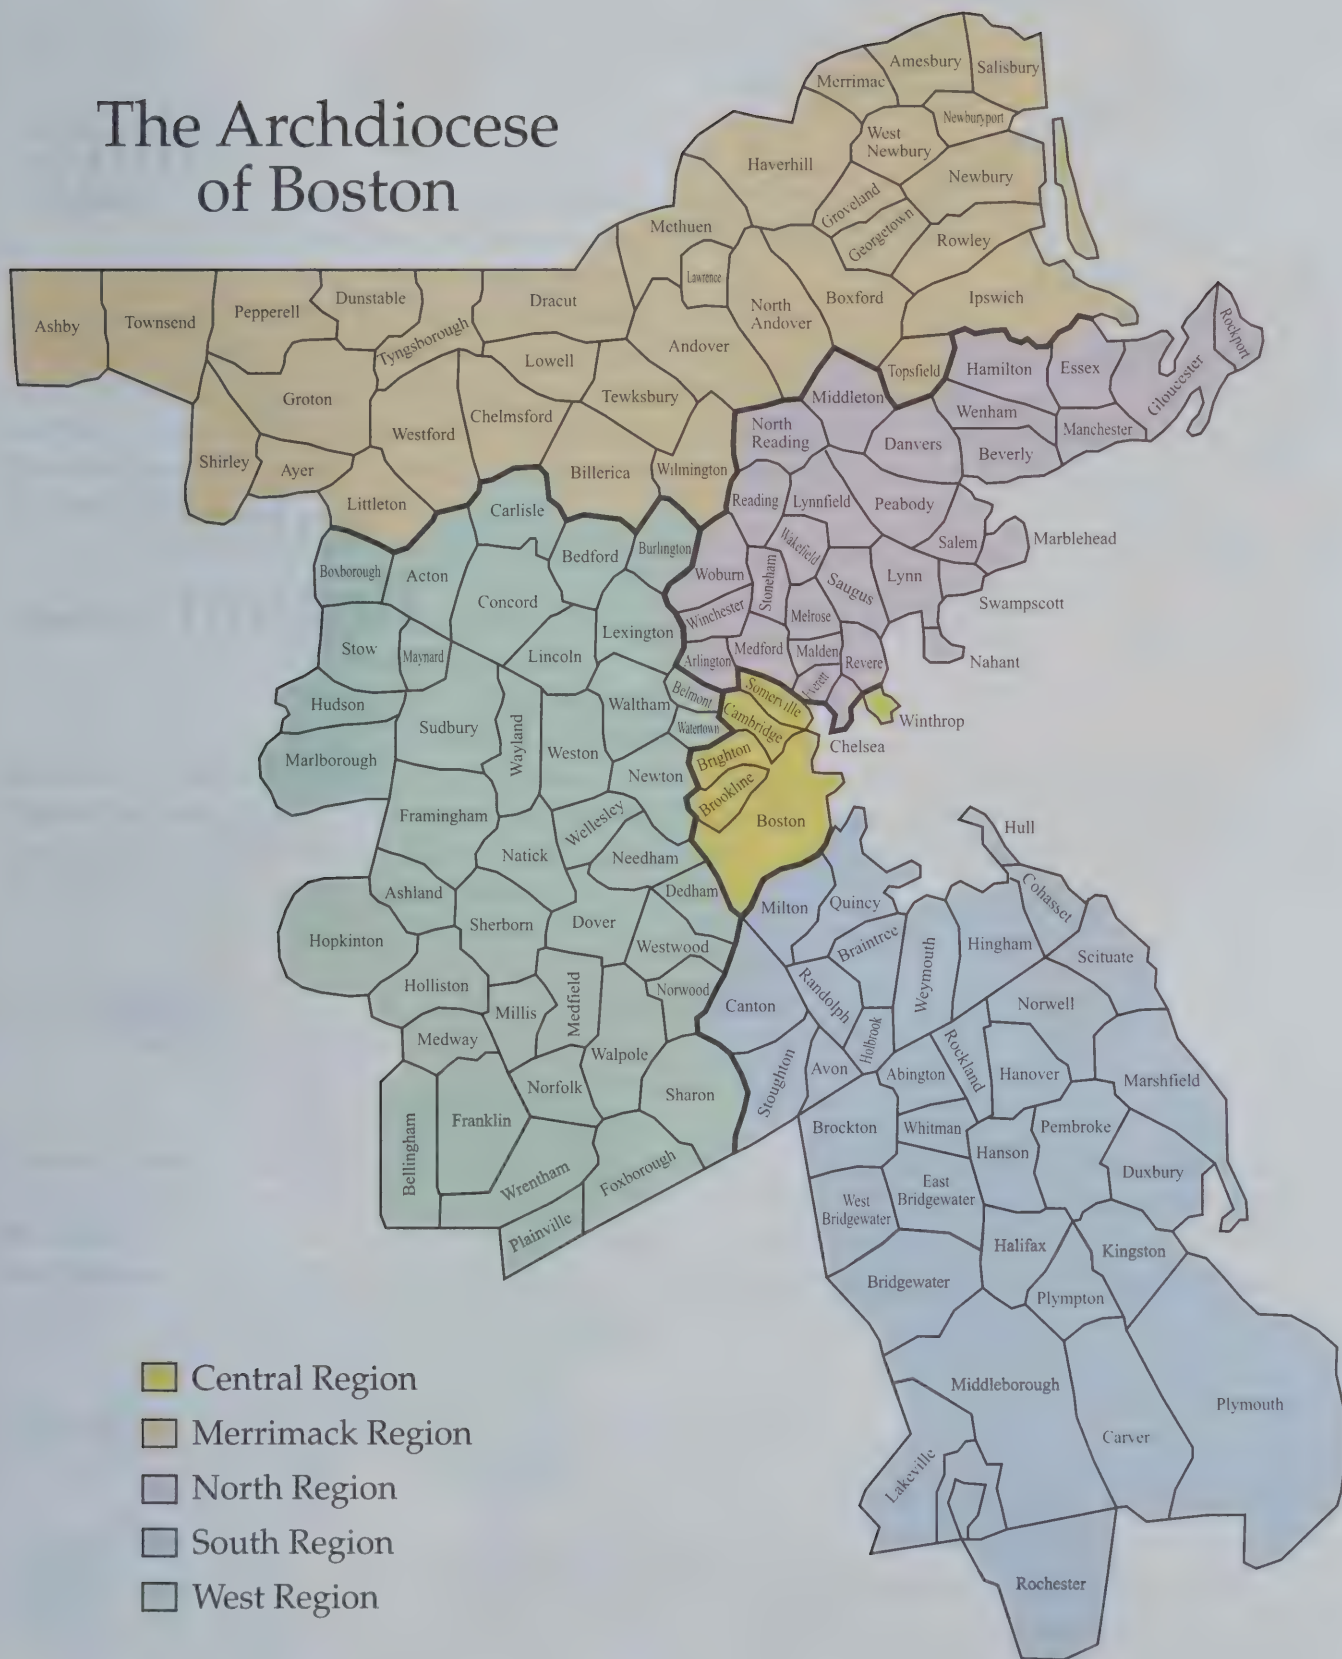 The Archdiocese
of Boston
Amesbury
Salisbury
Merrimac
Newburyport
West
Newbury
Haverhill
Newbury
Groveland
Georgetown
Rowley
Methuen
Lawrence
North
Andover
Boxford
Ipswich
Ashby
Townsend
Pepperell
Dunstable
Tyngsborough
Dracut
Lowell
Andover
Topsfield
Groton
Chelmsford
Tewksbury
Westford
Shirley
Ayer
Littleton
Billerica
Wilmington
Middleton
Hamilton
Essex
Gloucester
Rockport
Wenham
Manchester
North
Reading
Danvers
Beverly
Reading
Lynnfield
Peabody
Salem
Marblehead
Wakefield
Woburn
Stoneham
Saugus
Lynn
Swampscott
Winchester
Melrose
Arlington
Medford
Malden
Revere
Nahant
Everett
Chelsea
Winthrop
Carlisle
Bedford
Burlington
Boxborough
Acton
Concord
Lexington
Stow
Maynard
Lincoln
Hudson
Sudbury
Wayland
Waltham
Belmont
Watertown
Somerville
Cambridge
Marlborough
Weston
Newton
Brighton
Brookline
Boston
Framingham
Wellesley
Natick
Needham
Ashland
Dedham
Sherborn
Dover
Hopkinton
Westwood
Holliston
Norwood
Millis
Medfield
Medway
Walpole
Norfolk
Sharon
Bellingham
Franklin
Wrentham
Foxborough
Plainville
Hull
Cohasset
Milton
Quincy
Braintree
Weymouth
Hingham
Scituate
Canton
Randolph
Holbrook
Norwell
Stoughton
Avon
Abington
Rockland
Hanover
Marshfield
Brockton
Whitman
Hanson
Pembroke
West
Bridgewater
East
Bridgewater
Duxbury
Halifax
Kingston
Bridgewater
Plympton
Middleborough
Plymouth
Carver
Lakeville
Rochester
Central Region
Merrimack Region
North Region
South Region
West Region